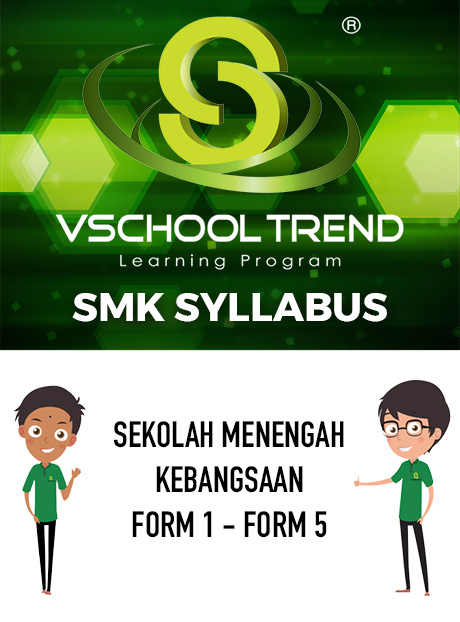 ®
VSCHOOL TREND
Learning Program
SMK SYLLABUS
SEKOLAH MENENGAH
KEBANGSAAN
FORM 1 - FORM 5